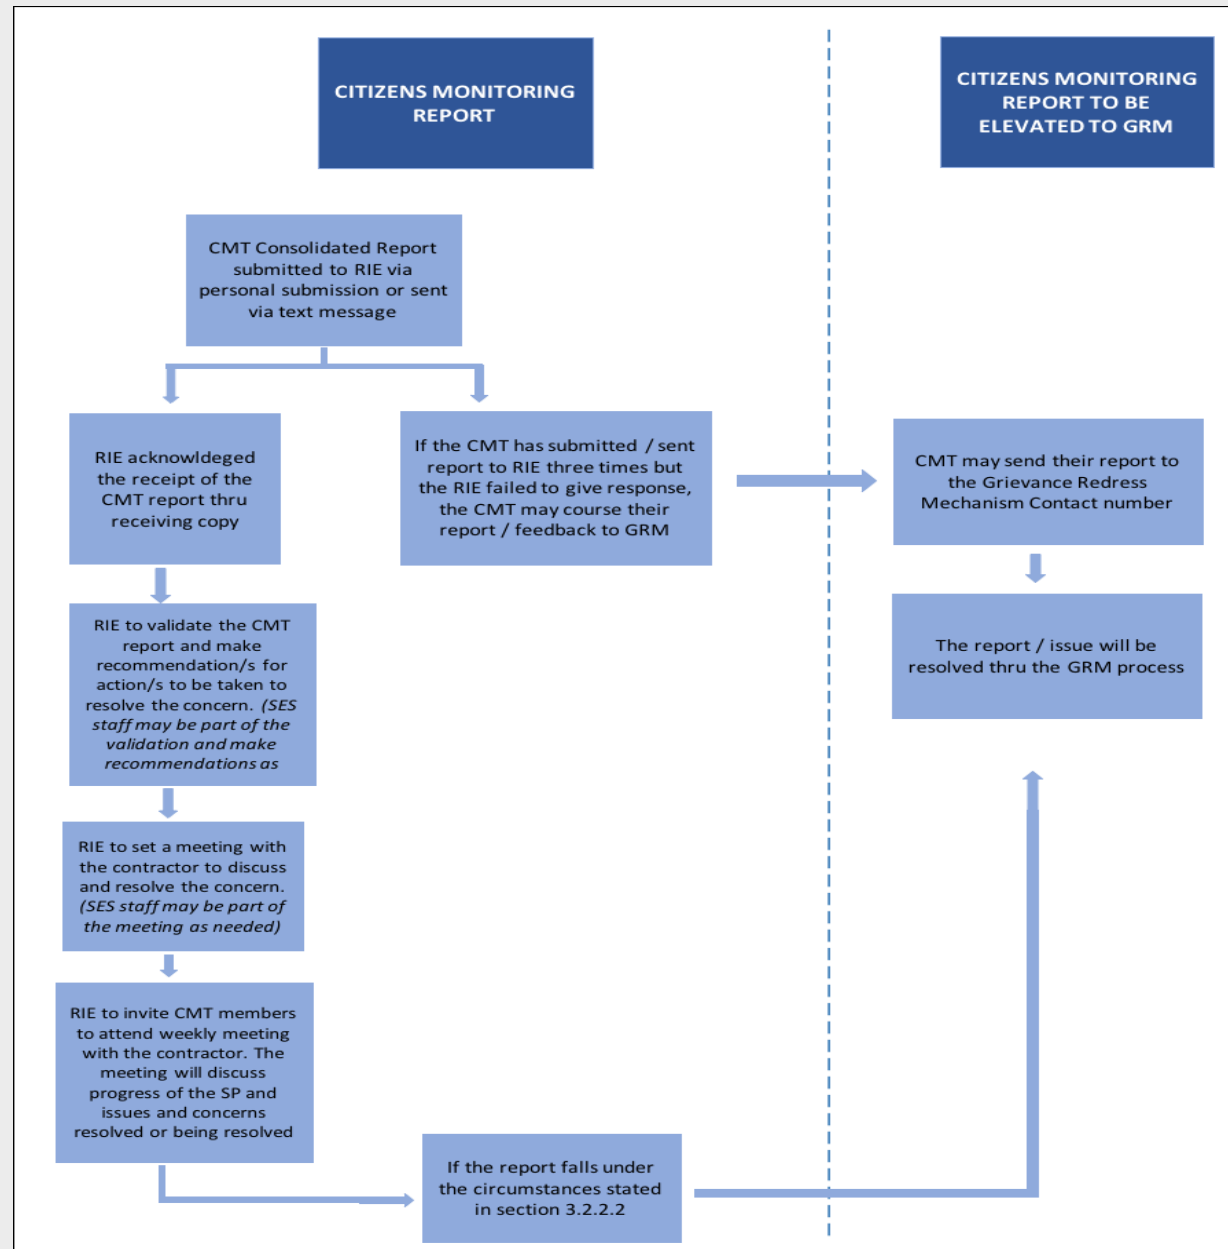 CITIZENS MONITORING
REPORT
CITIZENS MONITORING
REPORT TO BE
ELEVATED TO GRM
CMT Consolidated Report
submitted to RIE via
personal submission or sent
via text message
RIE acknowldeged
the receipt of the
CMT report thru
receiving copy
If the CMT has submitted / sent
report to RIE three times but
the RIE failed to give response,
the CMT may course their
report / feedback to GRM
CMT may send their report to
the Grievance Redress
Mechanism Contact number
RIE to validate the CMT
report and make
recommendation/s for
action/s to be taken to
resolve the concern. (SES
staff may be part of the
validation and make
recommendations as
The report / issue will be
resolved thru the GRM process
RIE to set a meeting with
the contractor to discuss
and resolve the concern.
(SES staff may be part of
the meeting as needed)
RIE to invite CMT members
to attend weekly meeting
with the contractor. The
meeting will discuss
progress of the SP and
issues and concerns
resolved or being resolved
If the report falls under
the circumstances stated
in section 3.2.2.2